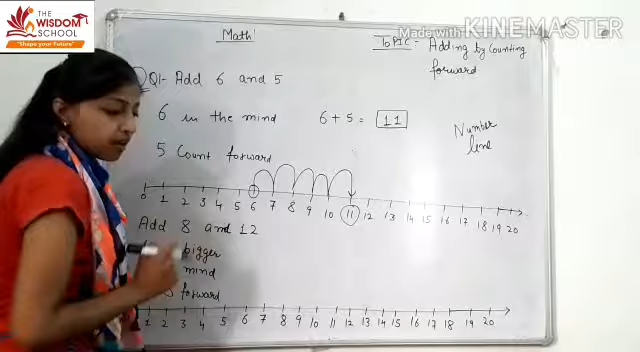 THE
WISDOM
SCHOOL
"Shape your Future"
Made with KINEMASTER
Math
TOPIC - Adding by counting
forward
Q1- Add 6 and 5
6 in the mind 6+5= 11
Number
line
5 Count forward
0 1 2 3 4 5 6 7 8 9 10 11 12 13 14 15 16 17 18 19 20
Add 8 and 12
bigger
mind
forward
1 2 3 4 5 6 7 8 9 10 11 12 13 14 15 16 17 18 19 20